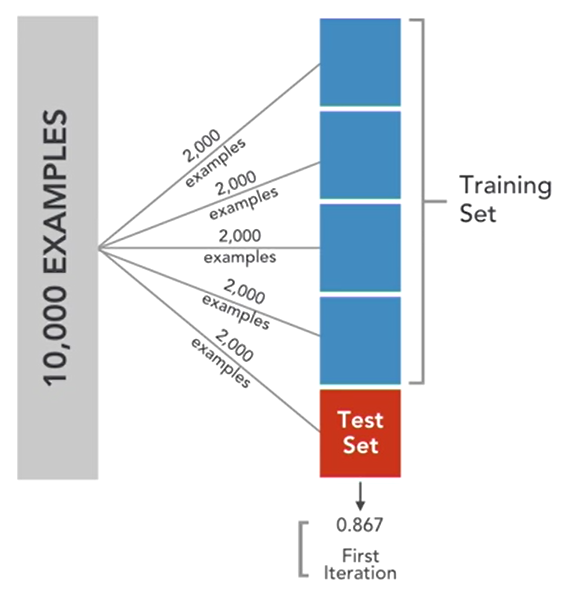 10,000 EXAMPLES
2,000
examples
2,000
examples
2,000
examples
2,000
examples
2,000
examples
Training
Set
Test
Set
0.867
First
Iteration